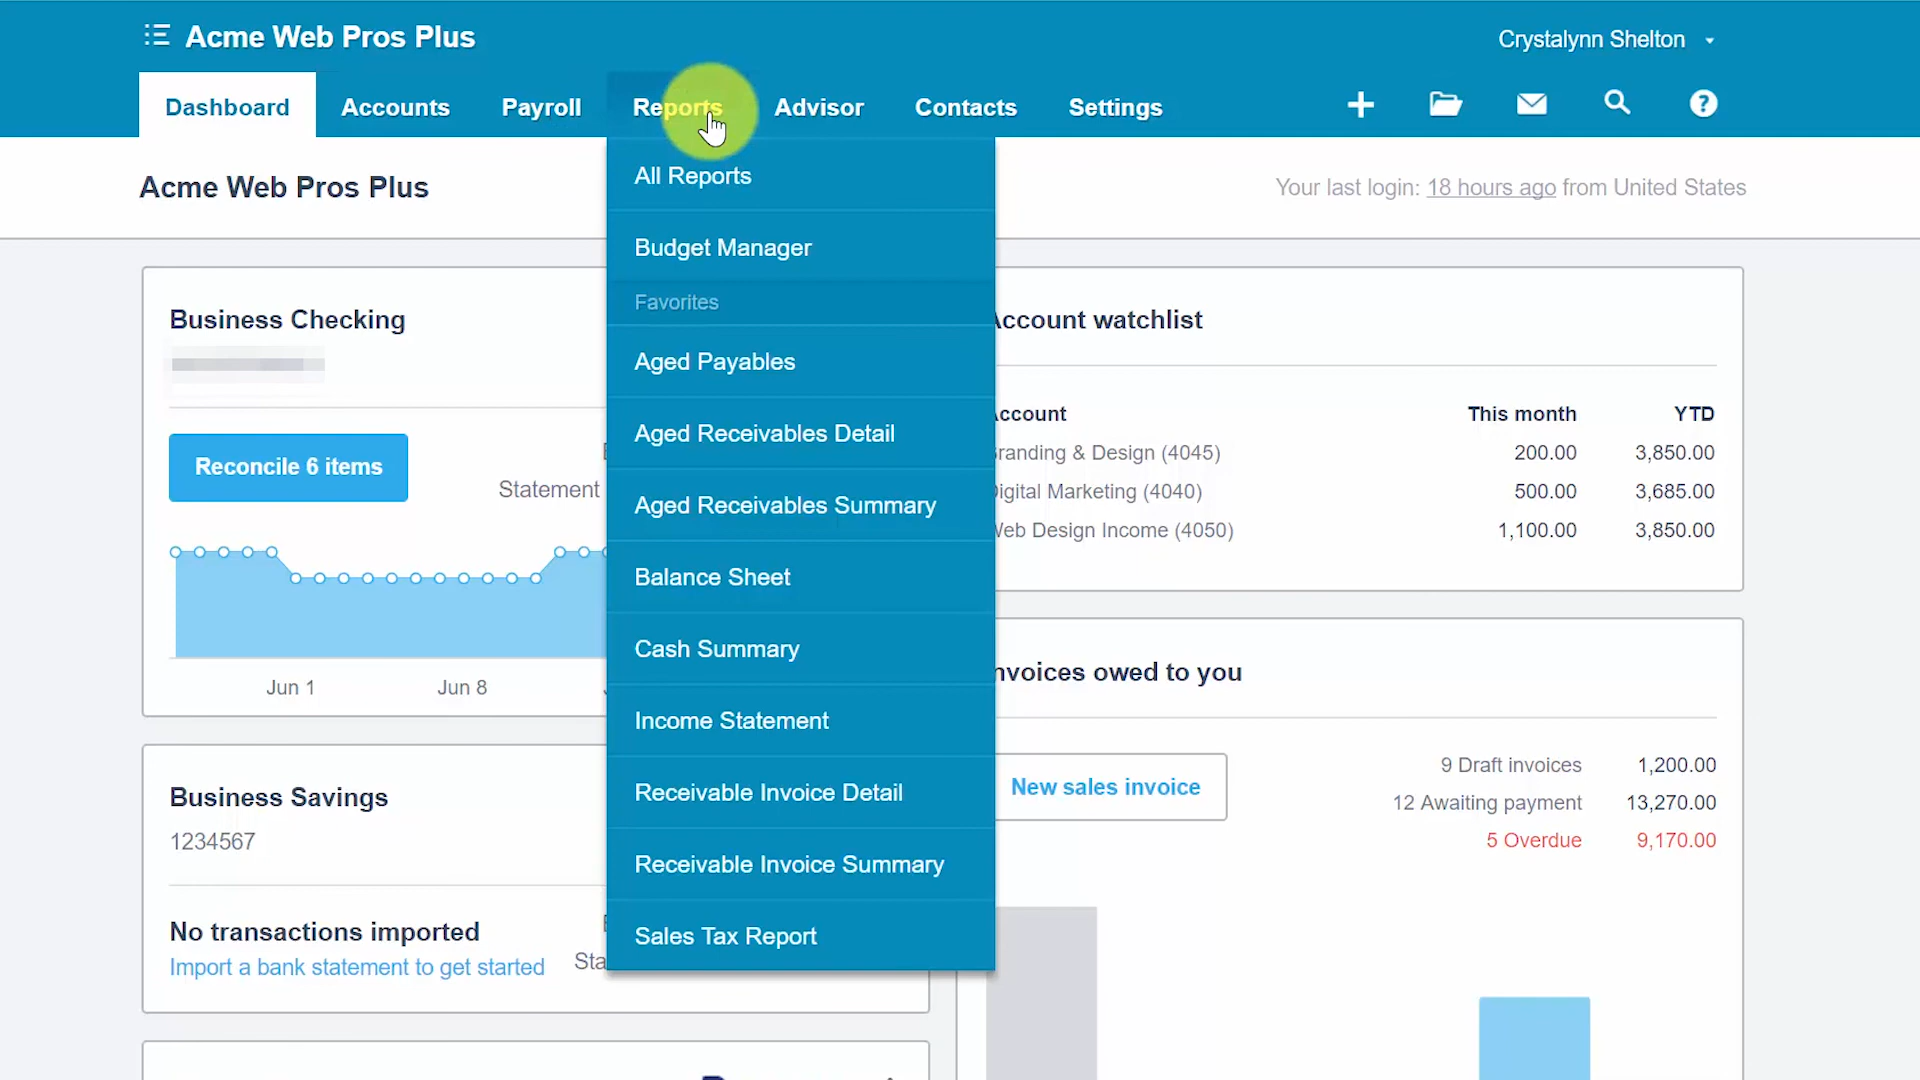 Acme Web Pros Plus
Crystalynn Shelton
Dashboard Accounts Payroll Reports Advisor Contacts Settings
?
Acme Web Pros Plus
Your last login: 18 hours ago from United States
All Reports
Budget Manager
Favorites
Aged Payables
Aged Receivables Detail
Aged Receivables Summary
Balance Sheet
Cash Summary
Income Statement
Receivable Invoice Detail
Receivable Invoice Summary
Sales Tax Report
Business Checking
Reconcile 6 items
Statement
Jun 1 Jun 8
Business Savings
1234567
No transactions imported
Import a bank statement to get started
Account watchlist
Account This month YTD
Branding & Design (4045) 200.00 3,850.00
Digital Marketing (4040) 500.00 3,685.00
Web Design Income (4050) 1,100.00 3,850.00
Invoices owed to you
New sales invoice
9 Draft invoices 1,200.00
12 Awaiting payment 13,270.00
5 Overdue 9,170.00